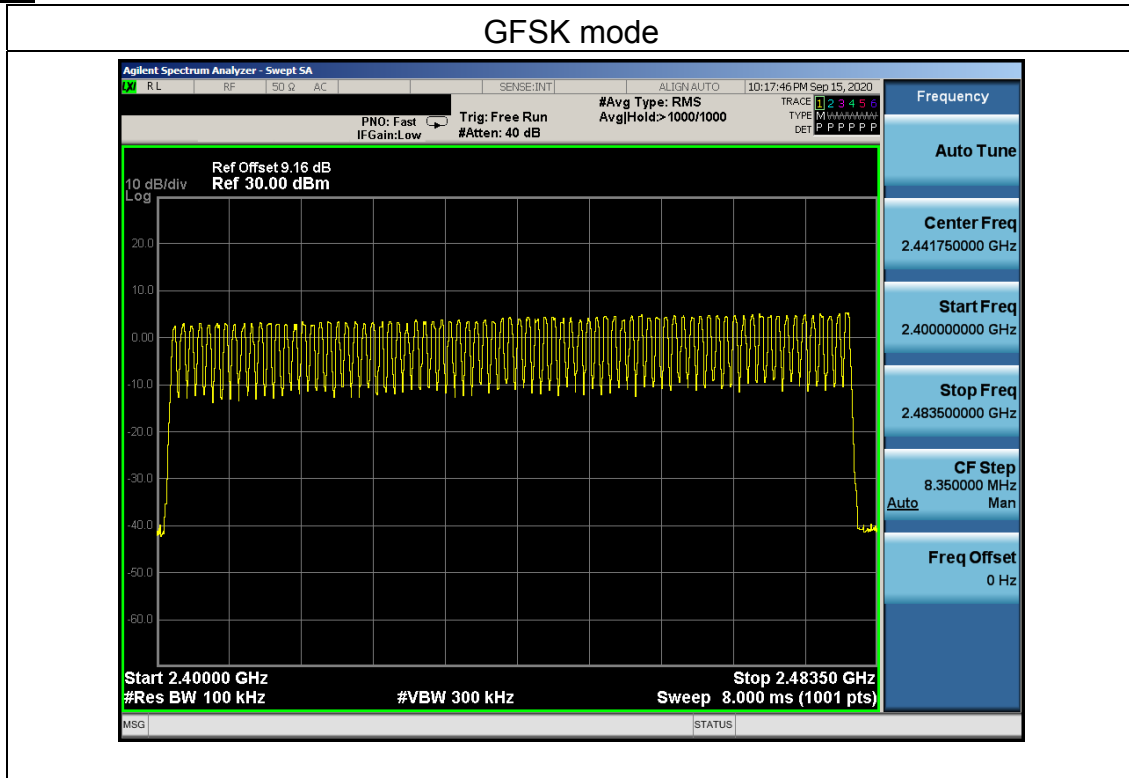 GFSK mode
Agilent Spectrum Analyzer - Swept SA
LXI RL RF 50 Ω AC SENSE:INT ALIGN AUTO 10:17:46 PM Sep 15, 2020
#Avg Type: RMS TRACE 1 2 3 4 5 6
PNO: Fast Trig: Free Run Avg|Hold:>1000/1000 TYPE M
IFGain:Low #Atten: 40 dB DET P P P P P P
Ref Offset 9.16 dB
10 dB/div Ref 30.00 dBm
Log
20.0
10.0
0.00
-10.0
-20.0
-30.0
-40.0
-50.0
-60.0
Start 2.40000 GHz Stop 2.48350 GHz
#Res BW 100 kHz #VBW 300 kHz Sweep 8.000 ms (1001 pts)
MSG STATUS
Frequency
Auto Tune
Center Freq
2.441750000 GHz
Start Freq
2.400000000 GHz
Stop Freq
2.483500000 GHz
CF Step
8.350000 MHz
Auto Man
Freq Offset
0 Hz